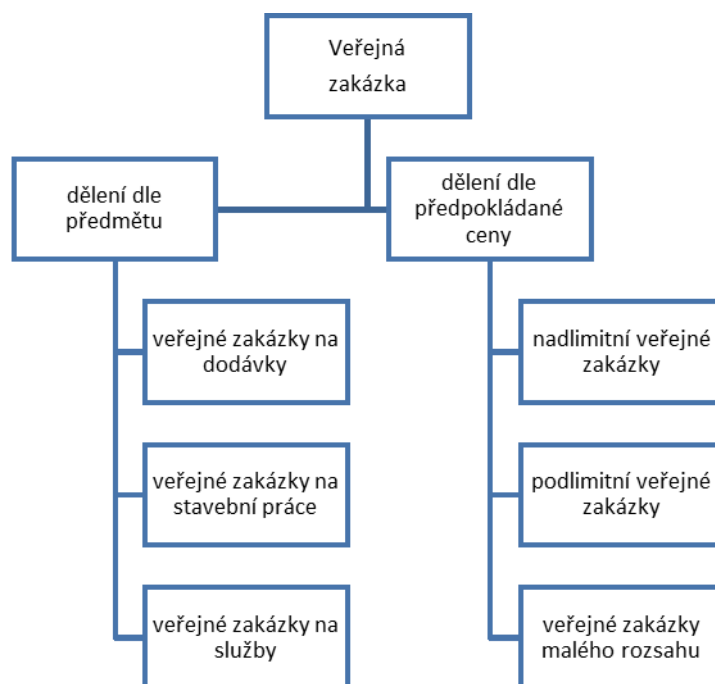 Veřejná
zakázka
dělení dle
předmětu
dělení dle
předpokládané
ceny
veřejné zakázky na
dodávky
nadlimitní veřejné
zakázky
veřejné zakázky na
stavební práce
podlimitní veřejné
zakázky
veřejné zakázky na
služby
veřejné zakázky
malého rozsahu